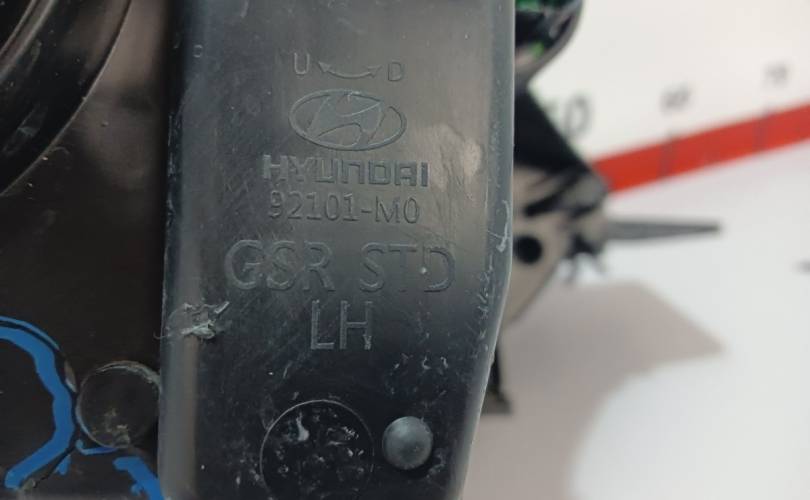 U D
HYUNDAI
92101-M0
GSR STD
LH